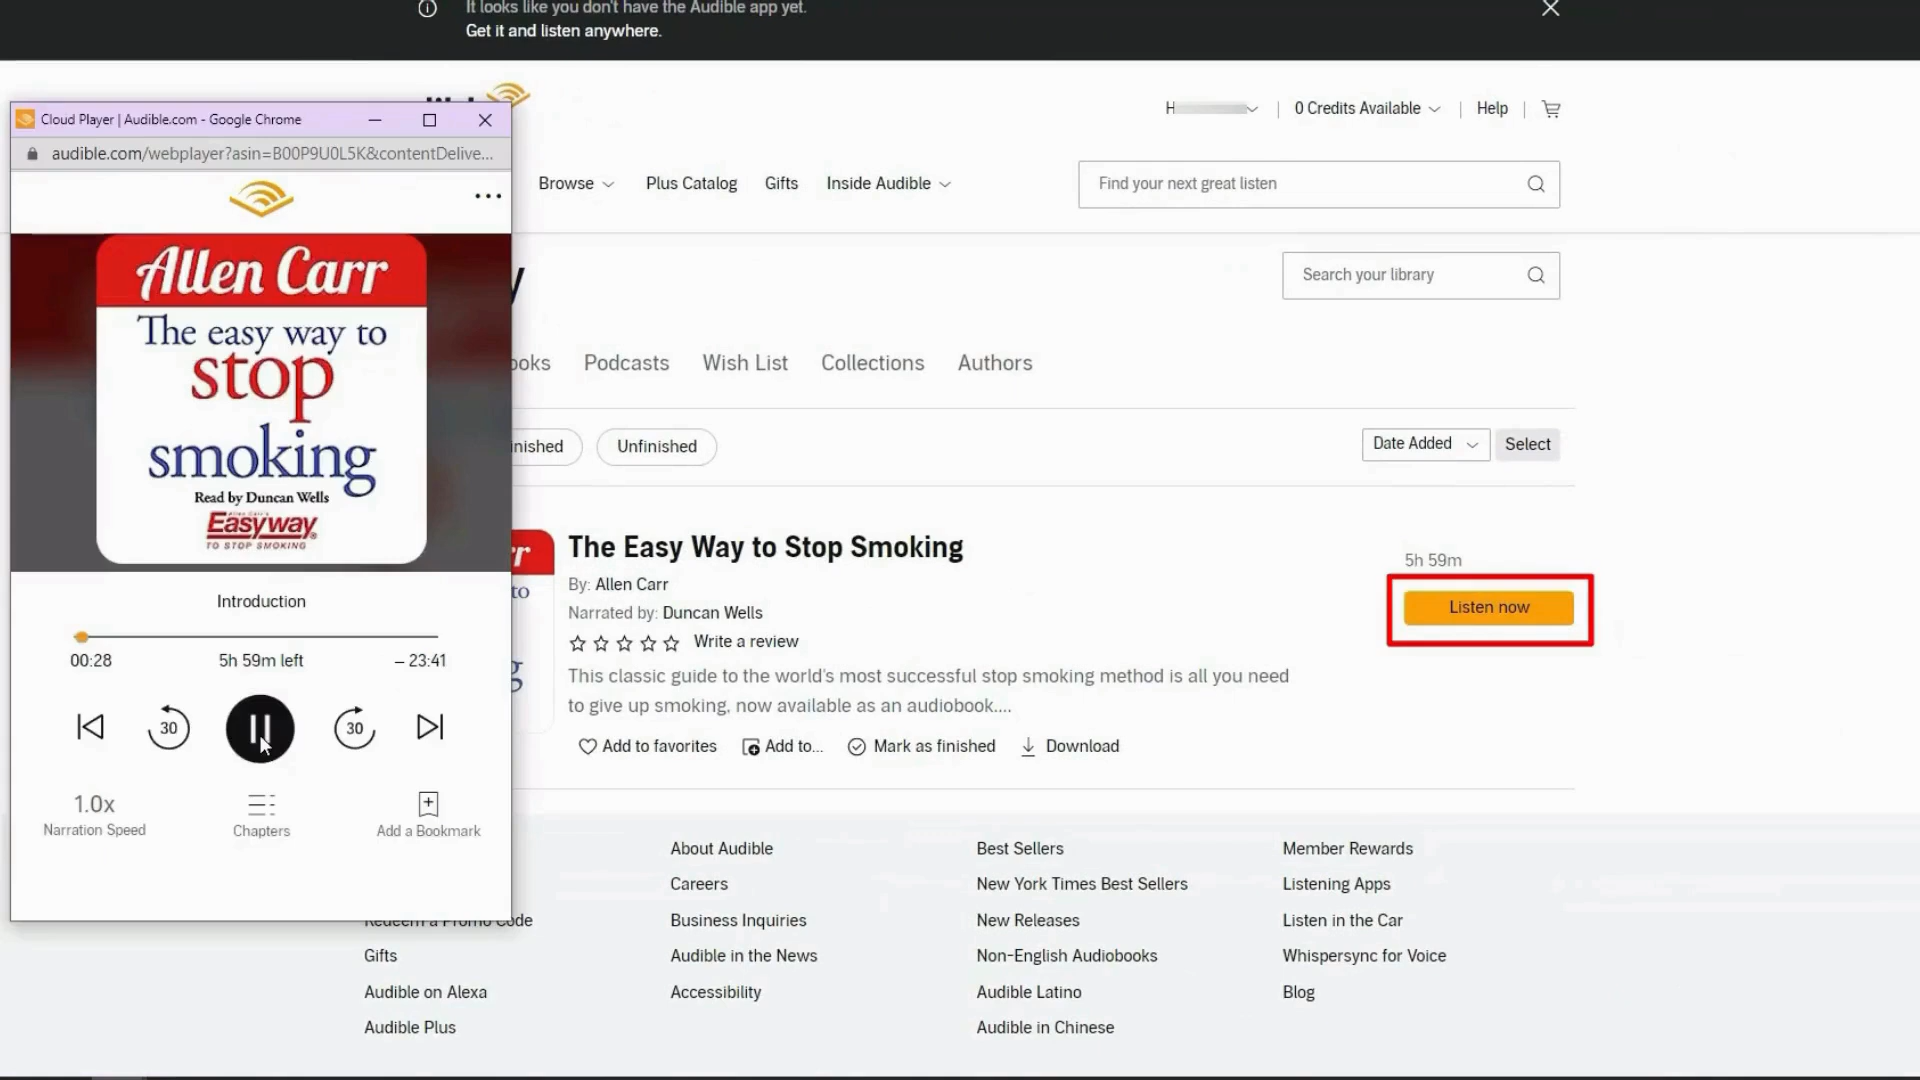 It looks like you don't have the Audible app yet.
Get it and listen anywhere.
0 Credits Available
Help
Browse
Plus Catalog
Gifts
Inside Audible
Find your next great listen
Search your library
Podcasts
Wish List
Collections
Authors
Unfinished
Date Added
Select
Cloud Player | Audible.com - Google Chrome
audible.com/webplayer?asin=B00P9U0L5K&contentDelive...
Allen Carr
The easy way to
stop
smoking
Read by Duncan Wells
Allen Carr's
Easyway
TO STOP SMOKING
Introduction
00:28
5h 59m left
– 23:41
30
30
1.0x
Narration Speed
Chapters
Add a Bookmark
The Easy Way to Stop Smoking
By: Allen Carr
Narrated by: Duncan Wells
Write a review
This classic guide to the world's most successful stop smoking method is all you need
to give up smoking, now available as an audiobook....
Add to favorites
Add to...
Mark as finished
Download
5h 59m
Listen now
Redeem a Promo Code
Gifts
Audible on Alexa
Audible Plus
About Audible
Careers
Business Inquiries
Audible in the News
Accessibility
Best Sellers
New York Times Best Sellers
New Releases
Non-English Audiobooks
Audible Latino
Audible in Chinese
Member Rewards
Listening Apps
Listen in the Car
Whispersync for Voice
Blog